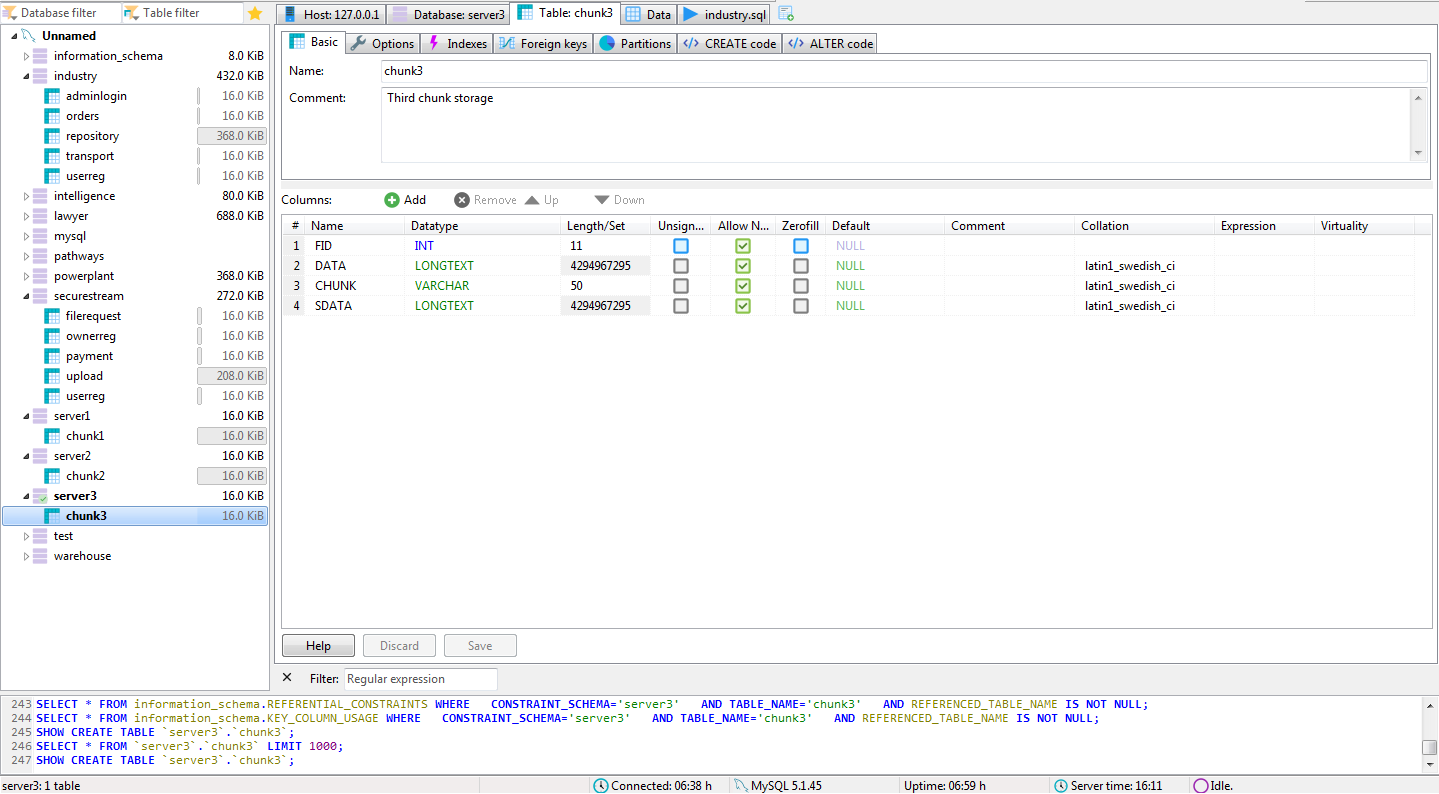 Database filter Table filter Host: 127.0.0.1 Database: server3 Table: chunk3 Data industry.sql
Unnamed
information_schema 8.0 KiB
industry 432.0 KiB
adminlogin 16.0 KiB
orders 16.0 KiB
repository 368.0 KiB
transport 16.0 KiB
userreg 16.0 KiB
intelligence 80.0 KiB
lawyer 688.0 KiB
mysql
pathways
powerplant 368.0 KiB
securestream 272.0 KiB
filerequest 16.0 KiB
ownerreg 16.0 KiB
payment 16.0 KiB
upload 208.0 KiB
userreg 16.0 KiB
server1 16.0 KiB
chunk1 16.0 KiB
server2 16.0 KiB
chunk2 16.0 KiB
server3 16.0 KiB
chunk3 16.0 KiB
test
warehouse
Basic Options Indexes Foreign keys Partitions CREATE code ALTER code
Name: chunk3
Comment: Third chunk storage
Columns: Add Remove Up Down
# Name Datatype Length/Set Unsign... Allow N... Zerofill Default Comment Collation Expression Virtuality
1 FID INT 11 NULL
2 DATA LONGTEXT 4294967295 NULL latin1_swedish_ci
3 CHUNK VARCHAR 50 NULL latin1_swedish_ci
4 SDATA LONGTEXT 4294967295 NULL latin1_swedish_ci
Help Discard Save
Filter: Regular expression
243 SELECT * FROM information_schema.REFERENTIAL_CONSTRAINTS WHERE   CONSTRAINT_SCHEMA='server3'   AND TABLE_NAME='chunk3'   AND REFERENCED_TABLE_NAME IS NOT NULL;
244 SELECT * FROM information_schema.KEY_COLUMN_USAGE WHERE   CONSTRAINT_SCHEMA='server3'   AND TABLE_NAME='chunk3'   AND REFERENCED_TABLE_NAME IS NOT NULL;
245 SHOW CREATE TABLE `server3`.`chunk3`;
246 SELECT * FROM `server3`.`chunk3` LIMIT 1000;
247 SHOW CREATE TABLE `server3`.`chunk3`;
server3: 1 table Connected: 06:38 h MySQL 5.1.45 Uptime: 06:59 h Server time: 16:11 Idle.